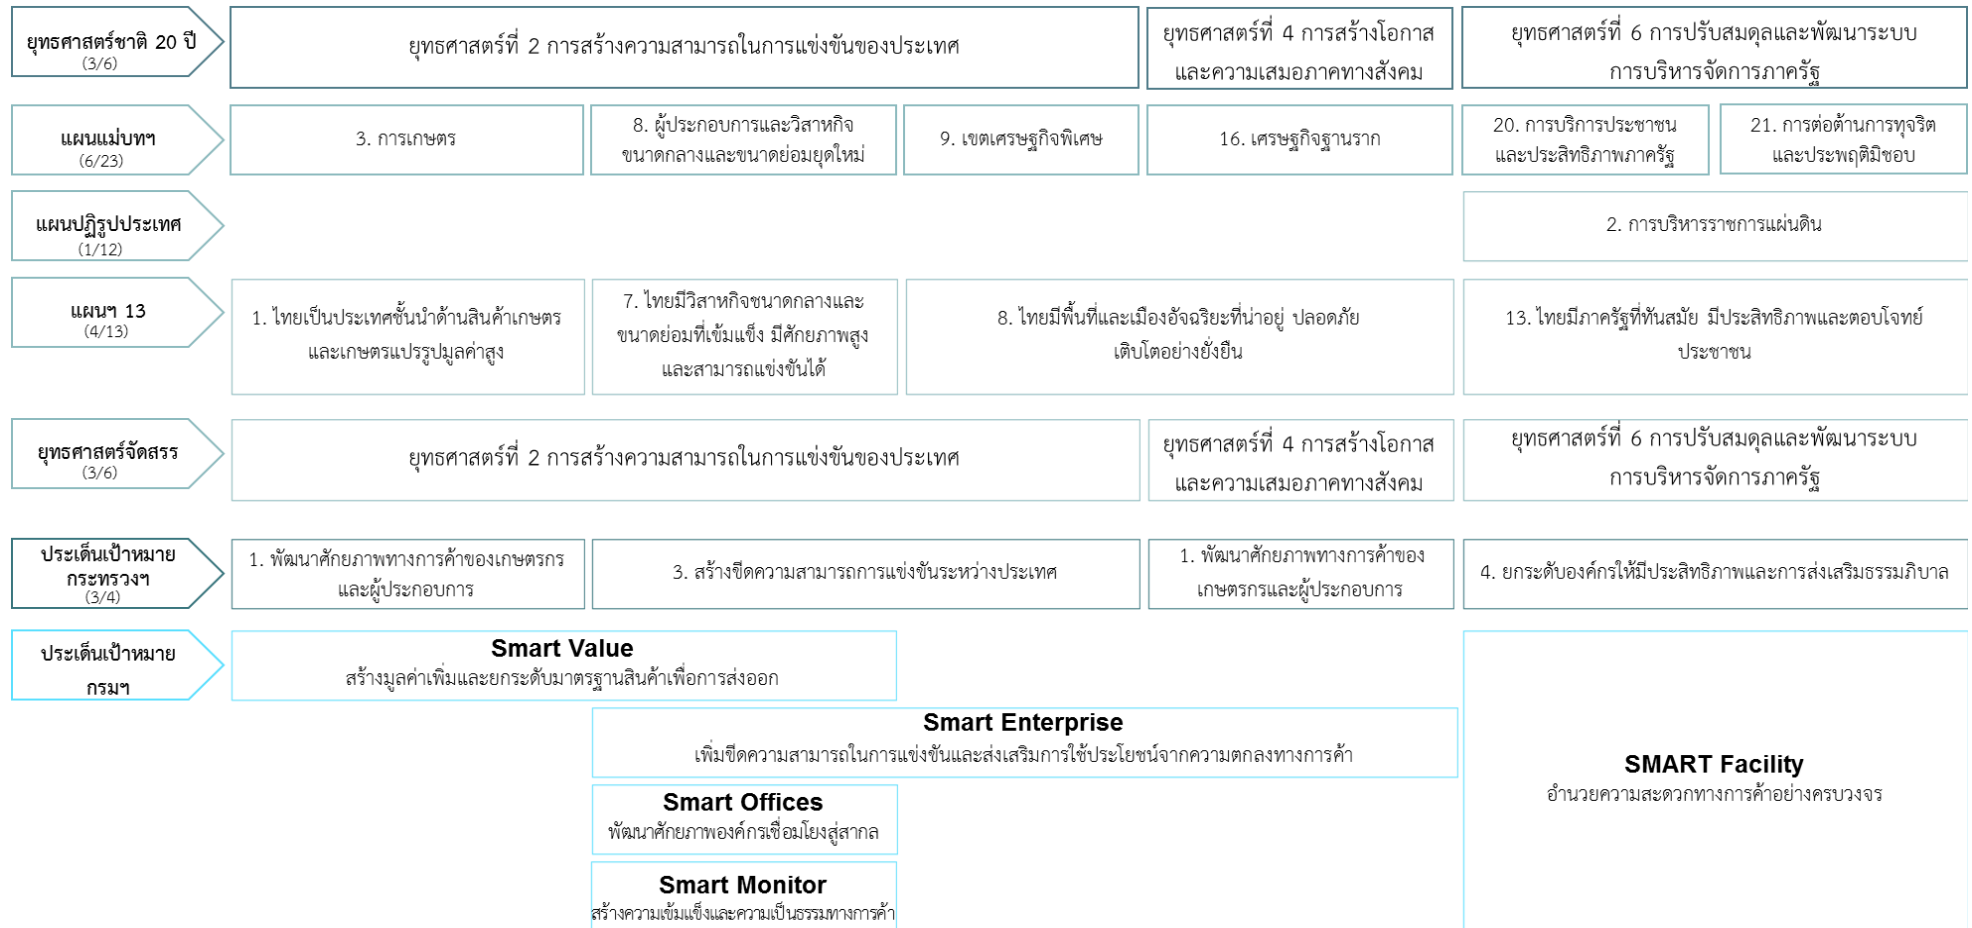 ยุทธศาสตร์ชาติ 20 ปี
(3/6)
ยุทธศาสตร์ที่ 2 การสร้างความสามารถในการแข่งขันของประเทศ
ยุทธศาสตร์ที่ 4 การสร้างโอกาส
และความเสมอภาคทางสังคม
ยุทธศาสตร์ที่ 6 การปรับสมดุลและพัฒนาระบบ
การบริหารจัดการภาครัฐ
แผนแม่บทฯ
(6/23)
3. การเกษตร
8. ผู้ประกอบการและวิสาหกิจ
ขนาดกลางและขนาดย่อมยุดใหม่
9. เขตเศรษฐกิจพิเศษ
16. เศรษฐกิจฐานราก
20. การบริการประชาชน
และประสิทธิภาพภาครัฐ
21. การต่อต้านการทุจริต
และประพฤติมิชอบ
แผนปฏิรูปประเทศ
(1/12)
2. การบริหารราชการแผ่นดิน
แผนฯ 13
(4/13)
1. ไทยเป็นประเทศชั้นนำด้านสินค้าเกษตร
และเกษตรแปรรูปมูลค่าสูง
7. ไทยมีวิสาหกิจชนาดกลางและ
ขนาดย่อมที่เข้มแข็ง มีศักยภาพสูง
และสามารถแข่งขันได้
8. ไทยมีพื้นที่และเมืองอัจฉริยะที่น่าอยู่ ปลอดภัย
เติบโตอย่างยั่งยืน
13. ไทยมีภาครัฐที่ทันสมัย มีประสิทธิภาพและตอบโจทย์
ประชาชน
ยุทธศาสตร์จัดสรร
(3/6)
ยุทธศาสตร์ที่ 2 การสร้างความสามารถในการแข่งขันของประเทศ
ยุทธศาสตร์ที่ 4 การสร้างโอกาส
และความเสมอภาคทางสังคม
ยุทธศาสตร์ที่ 6 การปรับสมดุลและพัฒนาระบบ
การบริหารจัดการภาครัฐ
ประเด็นเป้าหมาย
กระทรวงฯ
(3/4)
1. พัฒนาศักยภาพทางการค้าของเกษตรกร
และผู้ประกอบการ
3. สร้างขีดความสามารถการแข่งขันระหว่างประเทศ
1. พัฒนาศักยภาพทางการค้าของ
เกษตรกรและผู้ประกอบการ
4. ยกระดับองค์กรให้มีประสิทธิภาพและการส่งเสริมธรรมภิบาล
ประเด็นเป้าหมาย
กรมฯ
Smart Value
สร้างมูลค่าเพิ่มและยกระดับมาตรฐานสินค้าเพื่อการส่งออก
Smart Enterprise
เพิ่มขีดความสามารถในการแข่งขันและส่งเสริมการใช้ประโยชน์จากความตกลงทางการค้า
SMART Facility
อำนวยความสะดวกทางการค้าอย่างครบวงจร
Smart Offices
พัฒนาศักยภาพองค์กรเชื่อมโยงสู่สากล
Smart Monitor
สร้างความเข้มแข็งและความเป็นธรรมทางการค้า